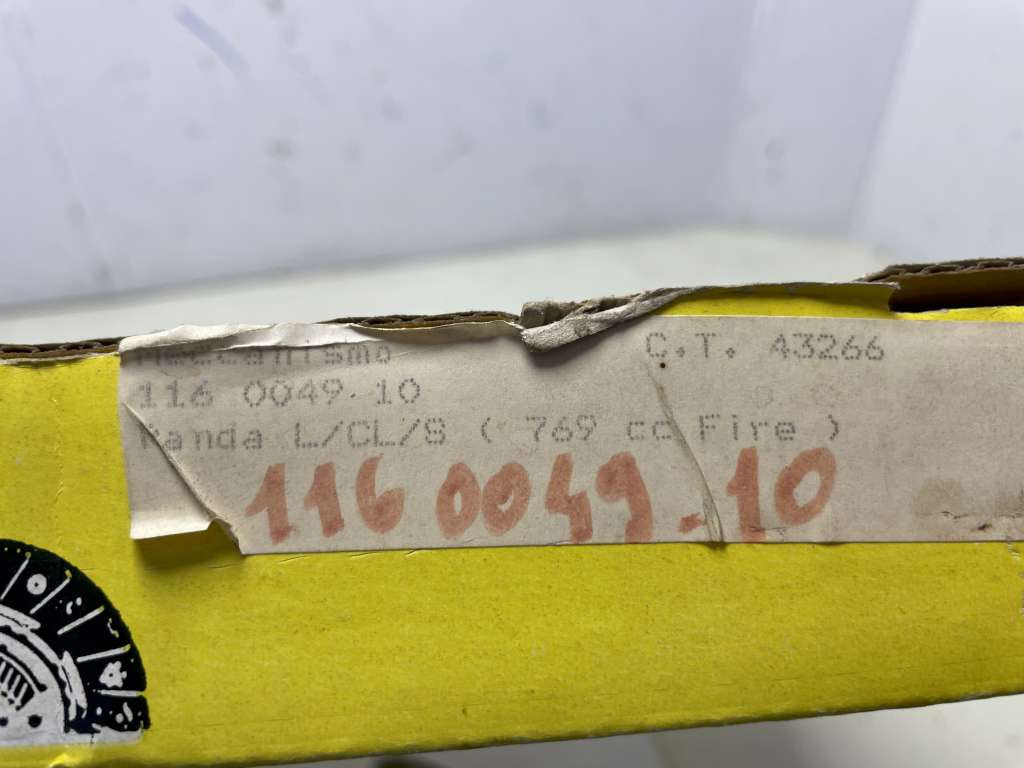 Meccanismo C.T. 43266
116 0049.10
Panda L/CL/S ( 769 cc Fire )
116 0049.10